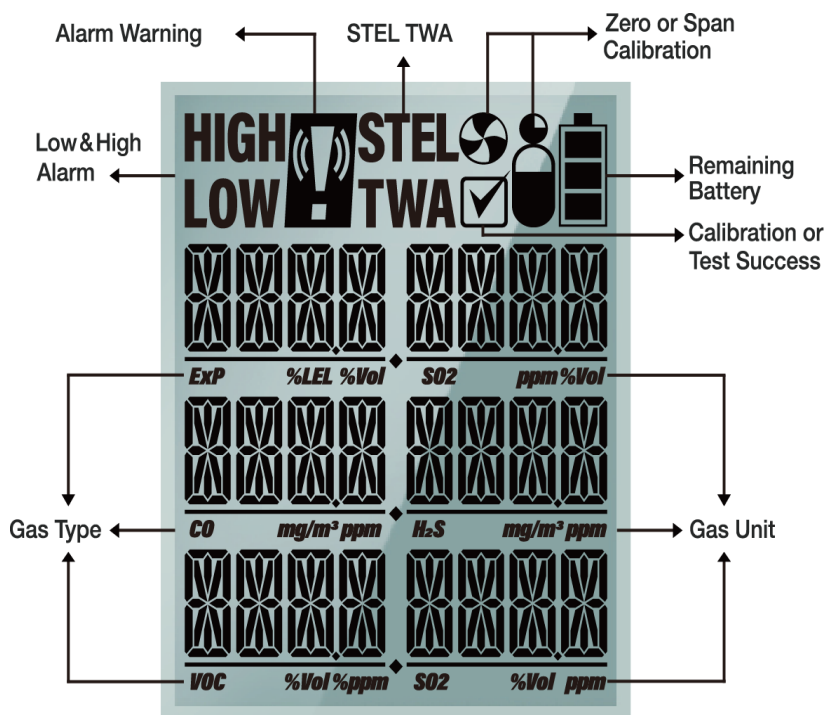 Alarm Warning
STEL TWA
Zero or Span
Calibration
Low & High
Alarm
HIGH
STEL
LOW
TWA
Remaining
Battery
Calibration or
Test Success
ExP %LEL %Vol
SO2 ppm %Vol
Gas Type
CO mg/m³ ppm
H₂S mg/m³ ppm
Gas Unit
VOC %Vol %ppm
SO2 %Vol ppm